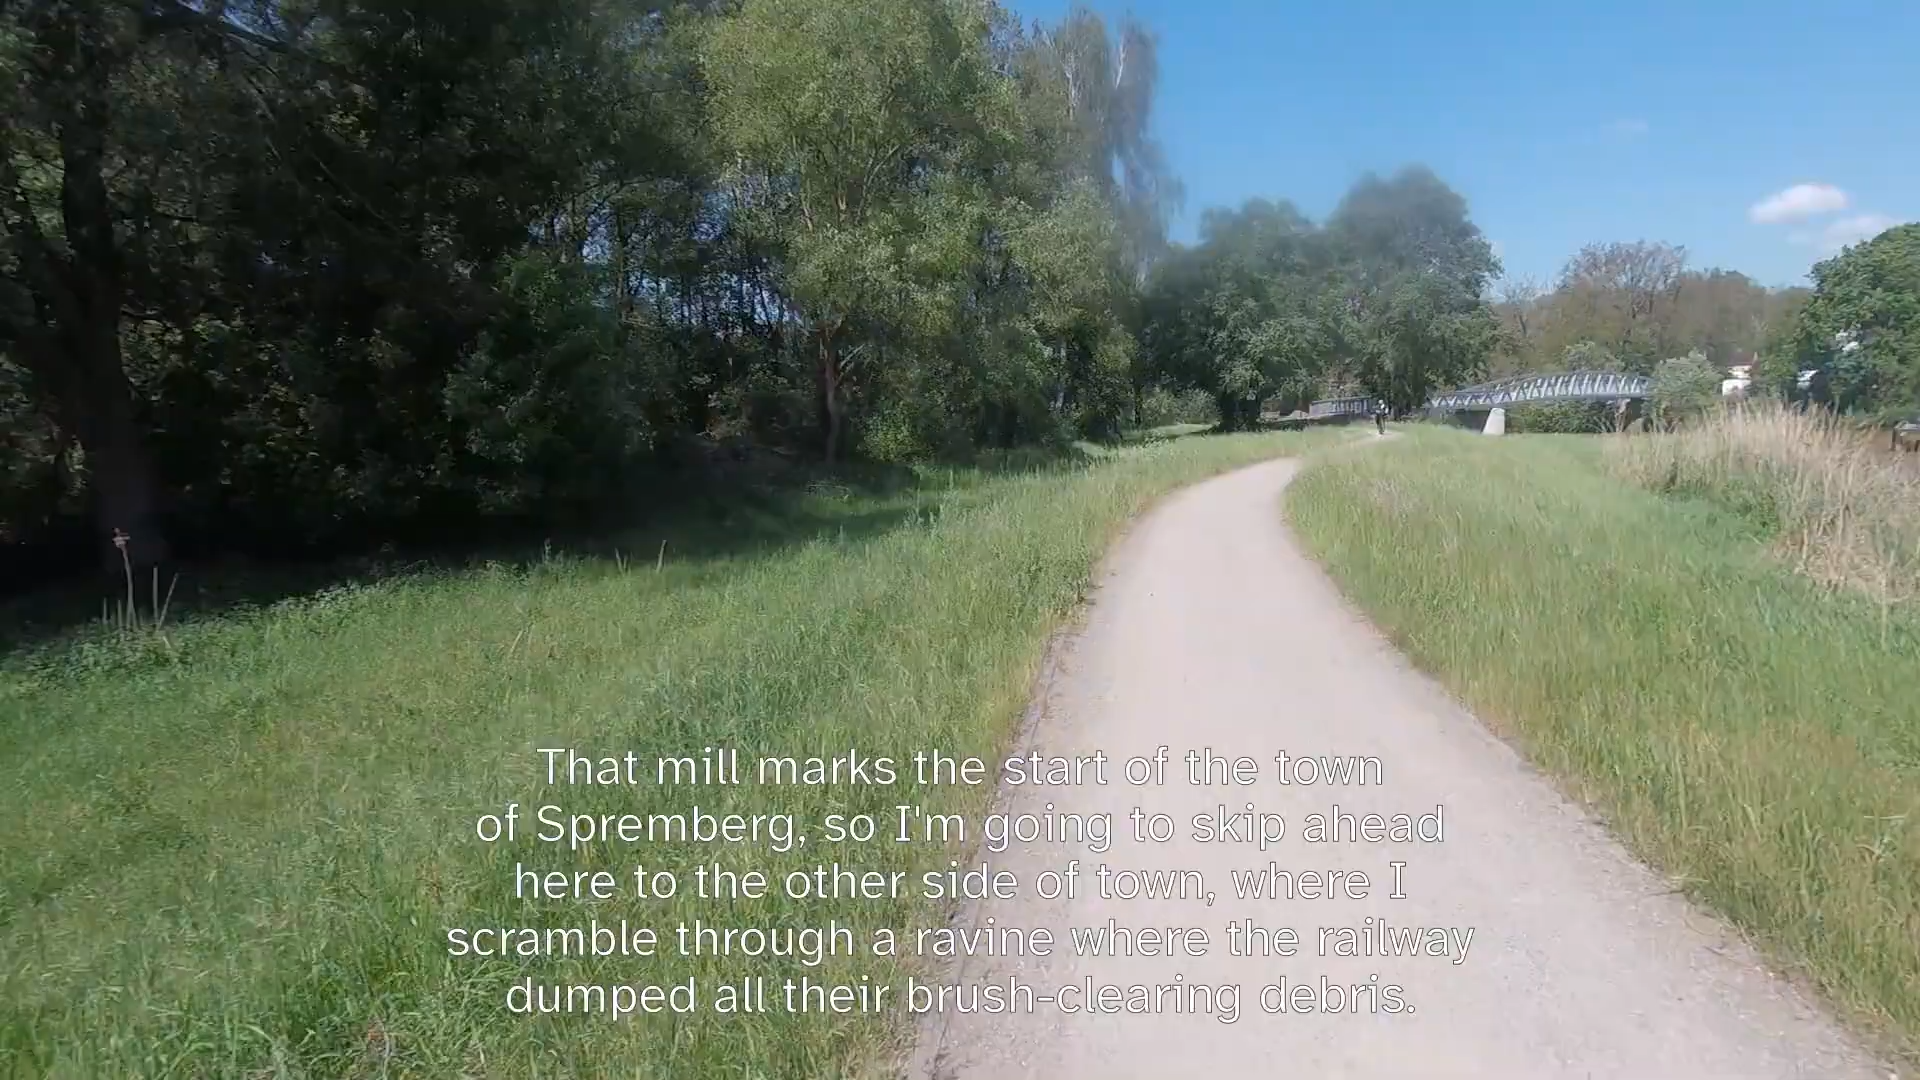 That mill marks the start of the town
of Spremberg, so I'm going to skip ahead
here to the other side of town, where I
scramble through a ravine where the railway
dumped all their brush-clearing debris.